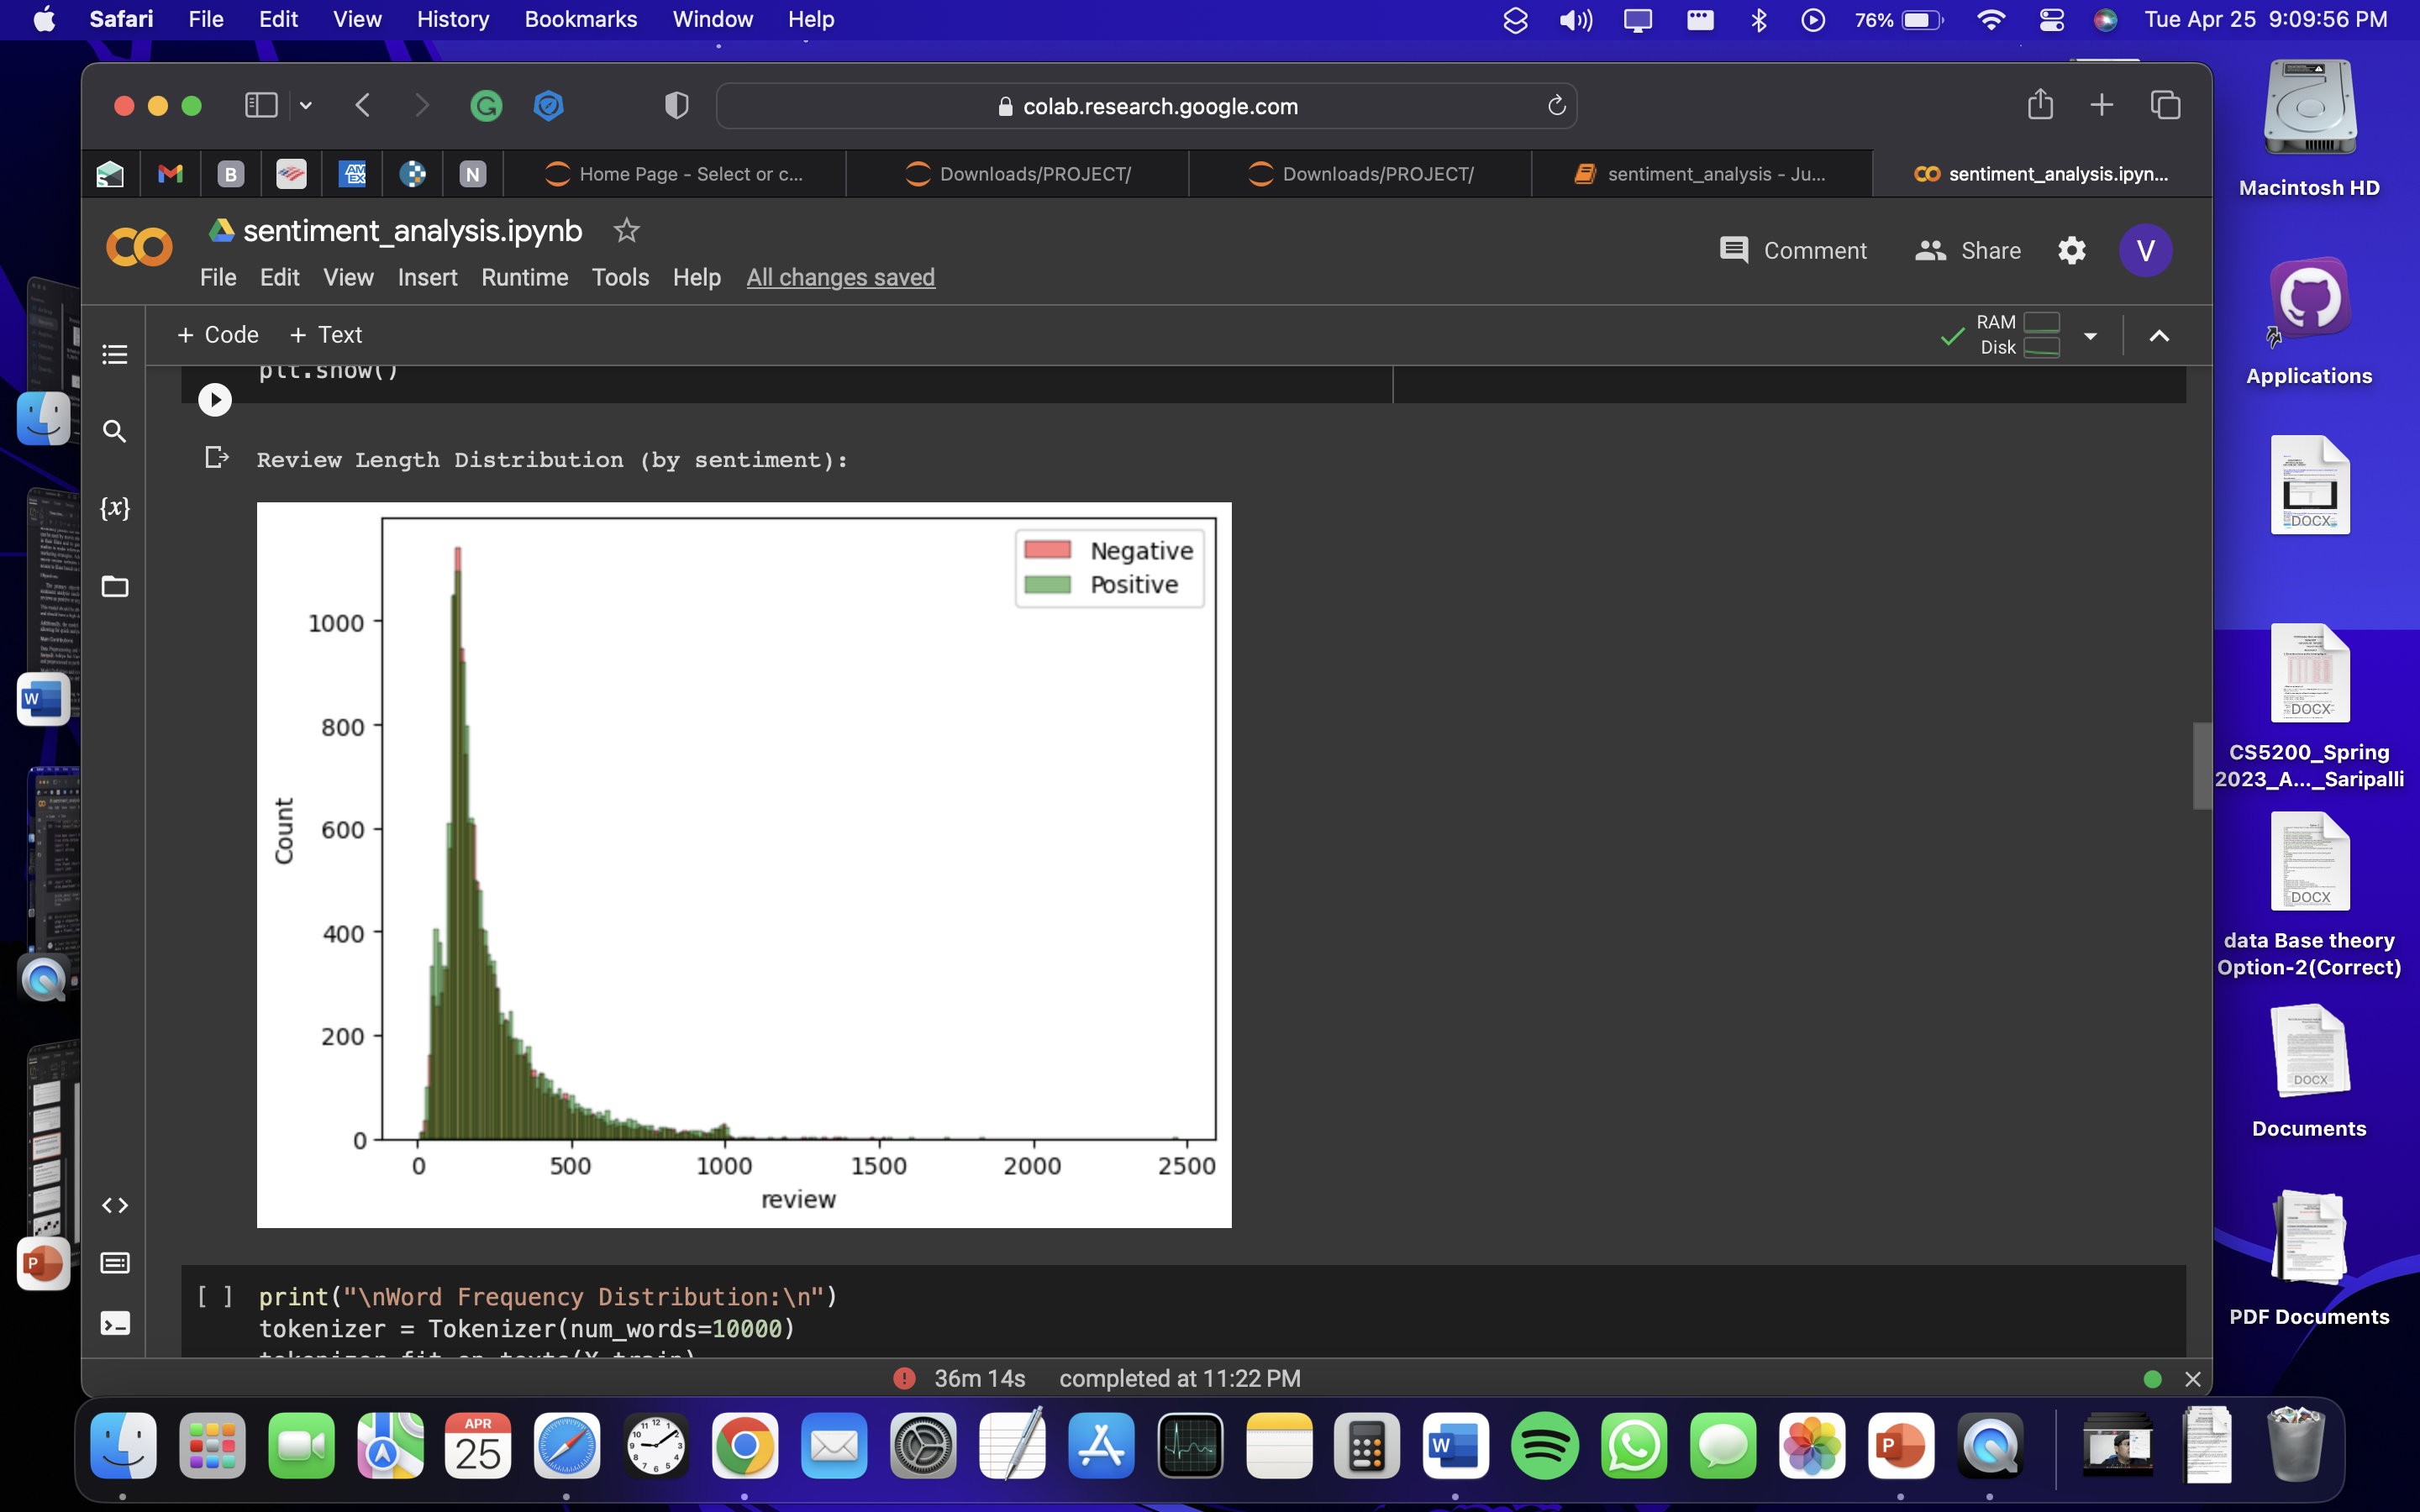 Safari File Edit View History Bookmarks Window Help 76% Tue Apr 25 9:09:56 PM
colab.research.google.com
B AM EX N Home Page - Select or c... Downloads/PROJECT/ Downloads/PROJECT/ sentiment_analysis - Ju... sentiment_analysis.ipyn...
sentiment_analysis.ipynb
Comment Share V
File Edit View Insert Runtime Tools Help All changes saved
+ Code + Text
RAM
Disk
plt.show()
Review Length Distribution (by sentiment):
{x}
Negative
Positive
1000
800
600
400
200
0
Count
0 500 1000 1500 2000 2500
review
[ ] print("\nWord Frequency Distribution:\n")
tokenizer = Tokenizer(num_words=10000)
tokenizer.fit_on_texts(X_train)
36m 14s completed at 11:22 PM
Macintosh HD
Applications
DOCX
DOCX
CS5200_Spring
2023_A..._Saripalli
DOCX
data Base theory
Option-2(Correct)
DOCX
Documents
PDF Documents
W
P
APR
25
W
P